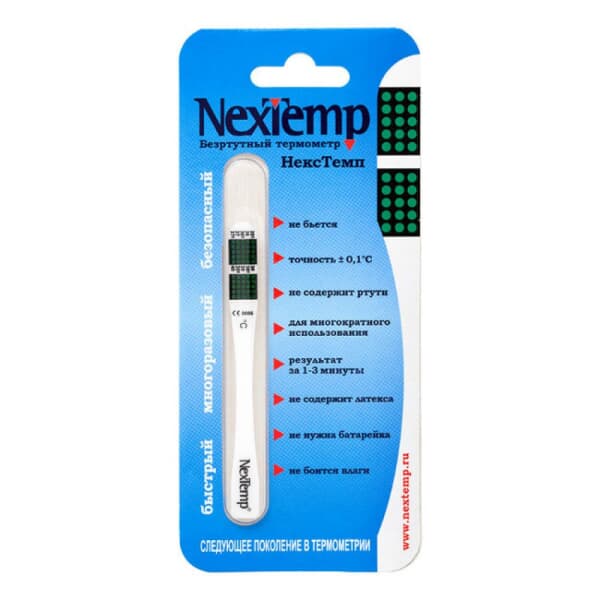 NexTemp
Безртутный термометр
НексТемп
безопасный
многоразовый
быстрый
не бьется
точность ± 0,1°C
не содержит ртути
для многократного
использования
результат
за 1-3 минуты
не содержит латекса
не нужна батарейка
не боится влаги
NexTemp®
www.nextemp.ru
СЛЕДУЮЩЕЕ ПОКОЛЕНИЕ В ТЕРМОМЕТРИИ